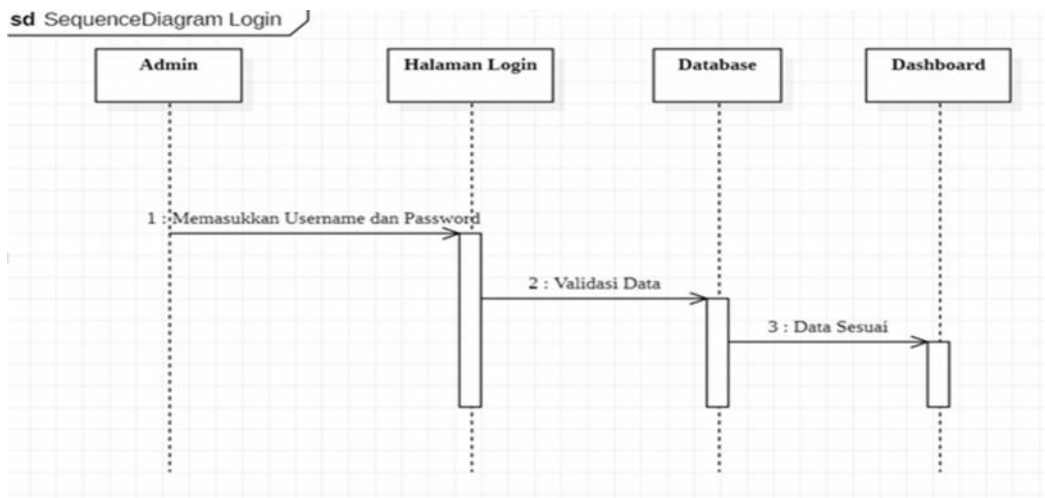 sd SequenceDiagram Login
Admin
Halaman Login
Database
Dashboard
1 : Memasukkan Username dan Password
2 : Validasi Data
3 : Data Sesuai